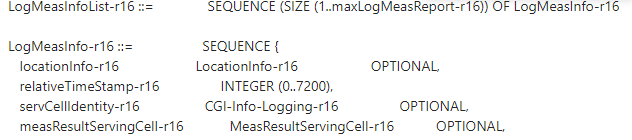 LogMeasInfoList-r16 ::= SEQUENCE (SIZE (1..maxLogMeasReport-r16)) OF LogMeasInfo-r16
LogMeasInfo-r16 ::= SEQUENCE {
locationInfo-r16 LocationInfo-r16 OPTIONAL,
relativeTimeStamp-r16 INTEGER (0..7200),
servCellIdentity-r16 CGI-Info-Logging-r16 OPTIONAL,
measResultServingCell-r16 MeasResultServingCell-r16 OPTIONAL,